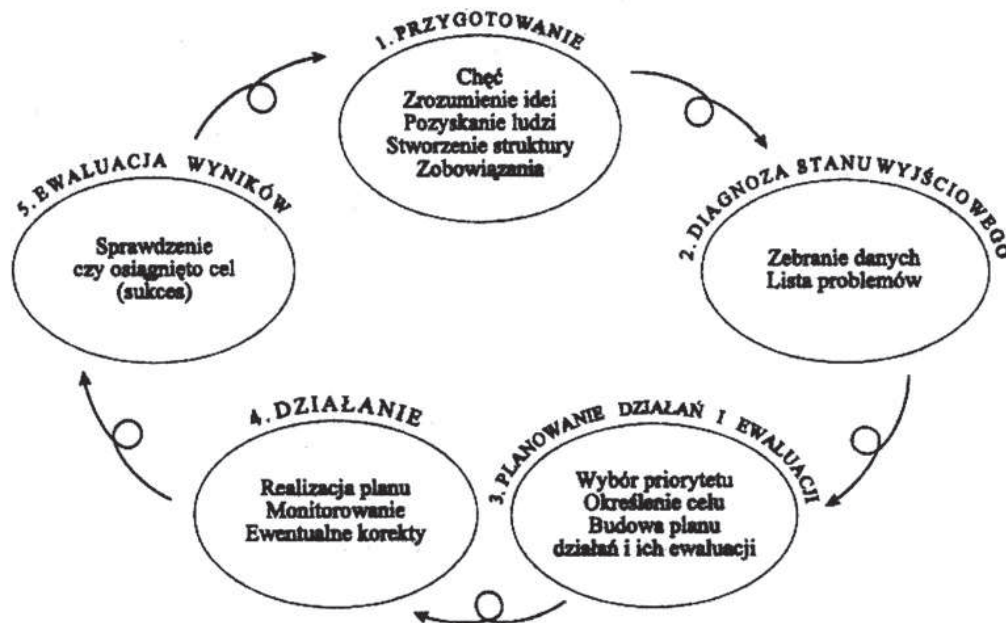 1. PRZYGOTOWANIE
Chęć
Zrozumienie idei
Pozyskanie ludzi
Stworzenie struktury
Zobowiązania
2. DIAGNOZA STANU WYJŚCIOWEGO
Zebranie danych
Lista problemów
3. PLANOWANIE DZIAŁAŃ I EWALUACJI
Wybór priorytetu
Określenie celu
Budowa planu
działań i ich ewaluacji
4. DZIAŁANIE
Realizacja planu
Monitorowanie
Ewentualne korekty
5. EWALUACJA WYNIKÓW
Sprawdzenie
czy osiągnięto cel
(sukces)